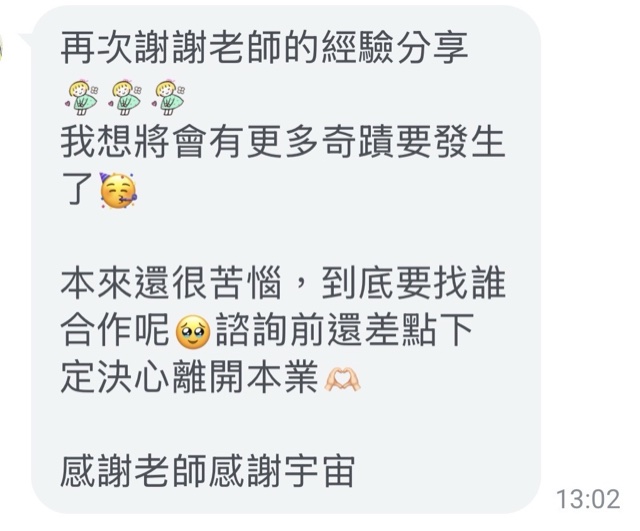 再次謝謝老師的經驗分享
我想將會有更多奇蹟要發生
了🥳
本來還很苦惱，到底要找誰
合作呢🥹諮詢前還差點下
定決心離開本業🫶🏻
感謝老師感謝宇宙
13:02